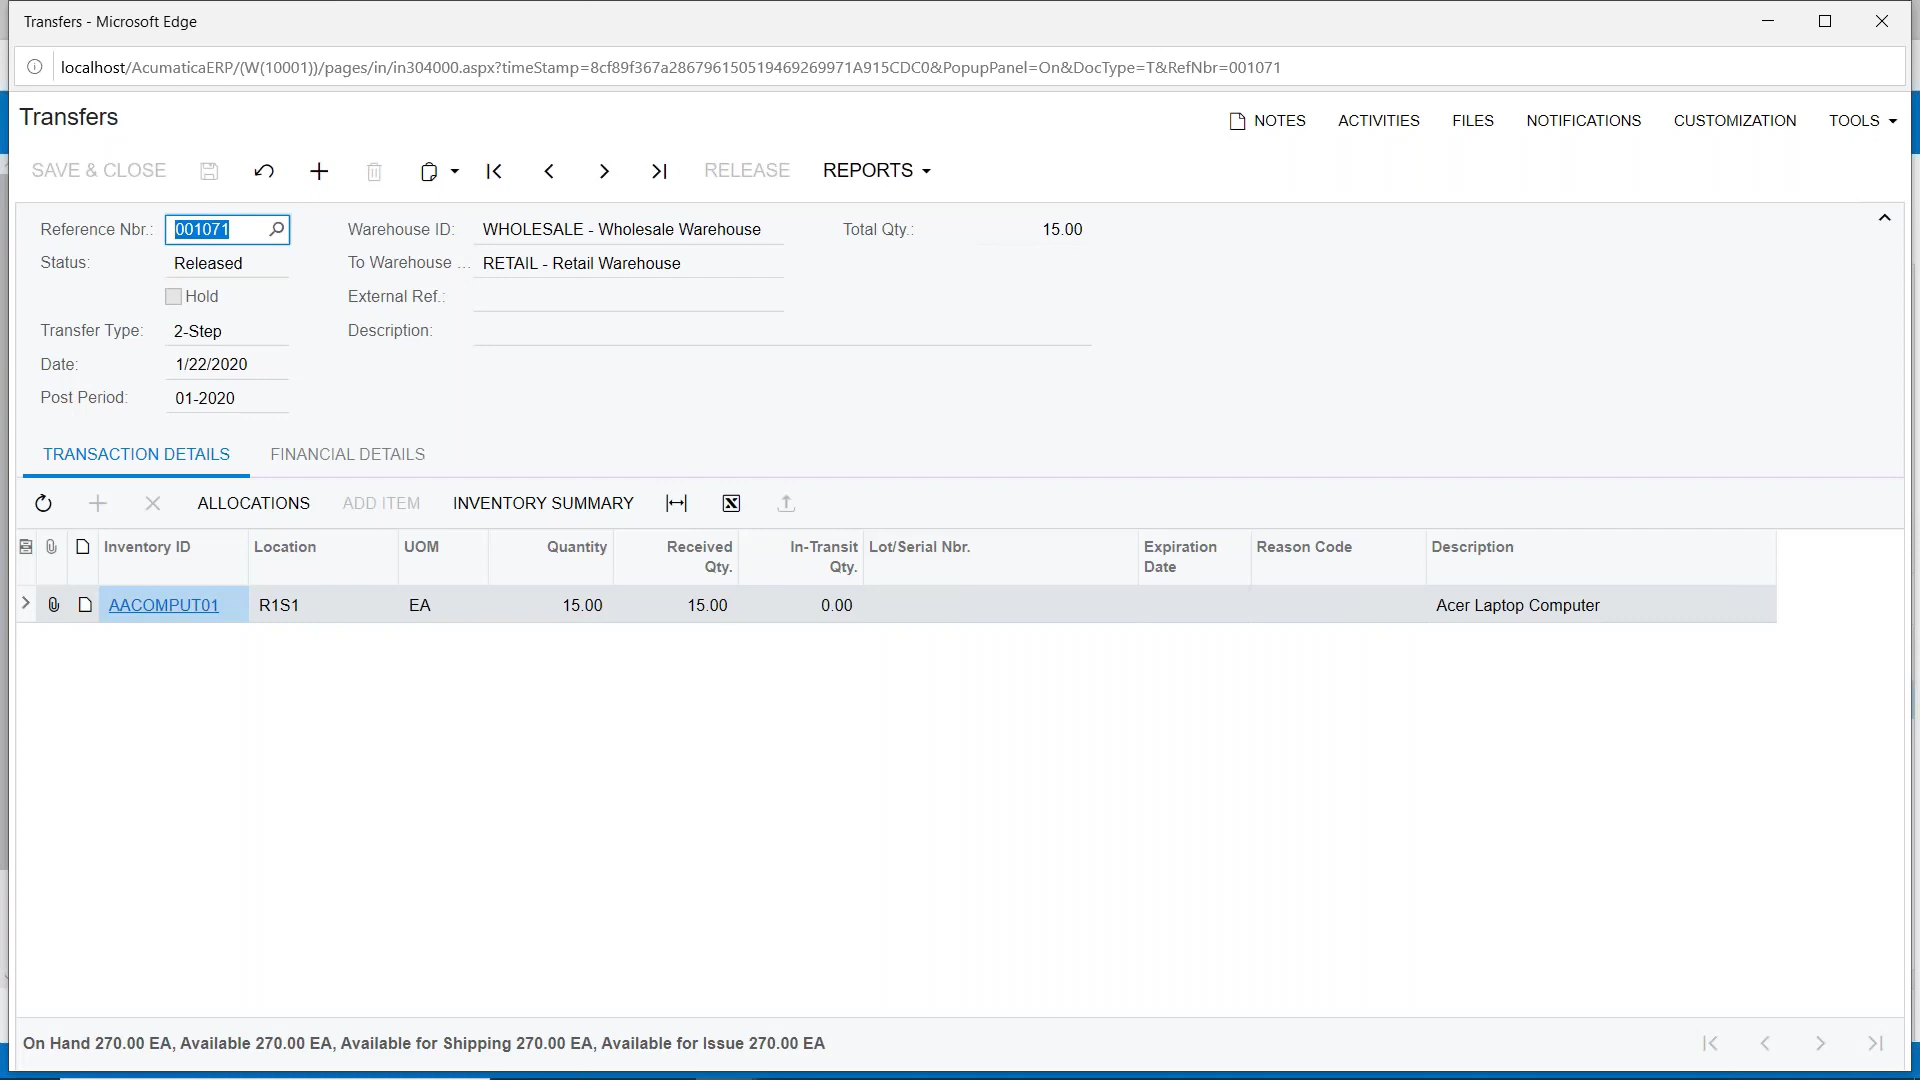 Transfers - Microsoft Edge
localhost/AcumaticaERP/(W(10001))/pages/in/in304000.aspx?timeStamp=8cf89f367a286796150519469269971A915CDC0&PopupPanel=On&DocType=T&RefNbr=001071
Transfers
NOTES ACTIVITIES FILES NOTIFICATIONS CUSTOMIZATION TOOLS
SAVE & CLOSE RELEASE REPORTS
Reference Nbr.: 001071 Warehouse ID: WHOLESALE - Wholesale Warehouse Total Qty.: 15.00
Status: Released To Warehouse ... RETAIL - Retail Warehouse
Hold External Ref.:
Transfer Type: 2-Step Description:
Date: 1/22/2020
Post Period: 01-2020
TRANSACTION DETAILS FINANCIAL DETAILS
ALLOCATIONS ADD ITEM INVENTORY SUMMARY
Inventory ID Location UOM Quantity Received Qty. In-Transit Qty. Lot/Serial Nbr. Expiration Date Reason Code Description
AACOMPUT01 R1S1 EA 15.00 15.00 0.00 Acer Laptop Computer
On Hand 270.00 EA, Available 270.00 EA, Available for Shipping 270.00 EA, Available for Issue 270.00 EA